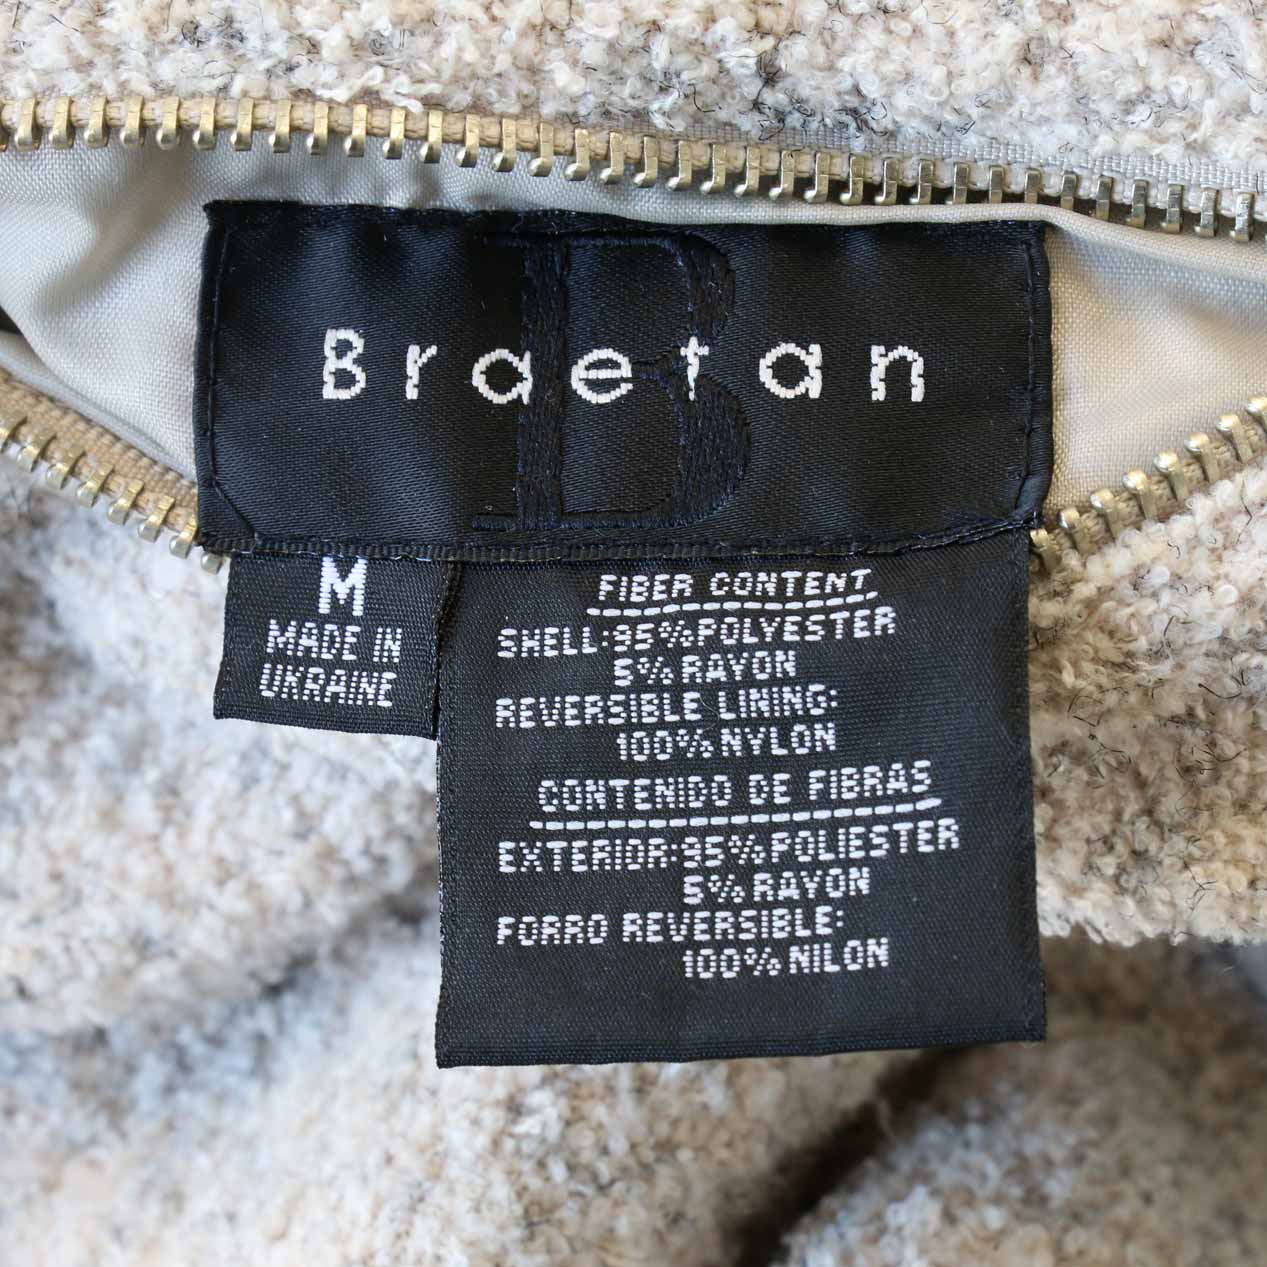 Braetan
B
M
MADE IN
UKRAINE
FIBER CONTENT
SHELL:95%POLYESTER
5% RAYON
REVERSIBLE LINING:
100% NYLON
CONTENIDO DE FIBRAS
EXTERIOR:95%POLIESTER
5% RAYON
FORRO REVERSIBLE:
100% NILON